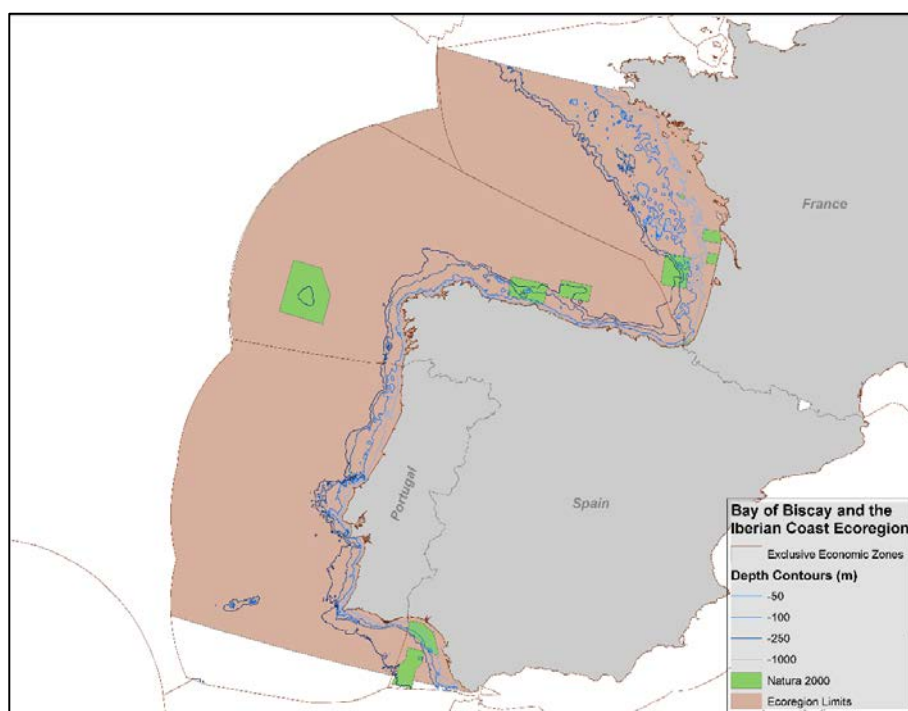 France
Portugal
Spain
Bay of Biscay and the
Iberian Coast Ecoregion
Exclusive Economic Zones
Depth Contours (m)
-50
-100
-250
-1000
Natura 2000
Ecoregion Limits